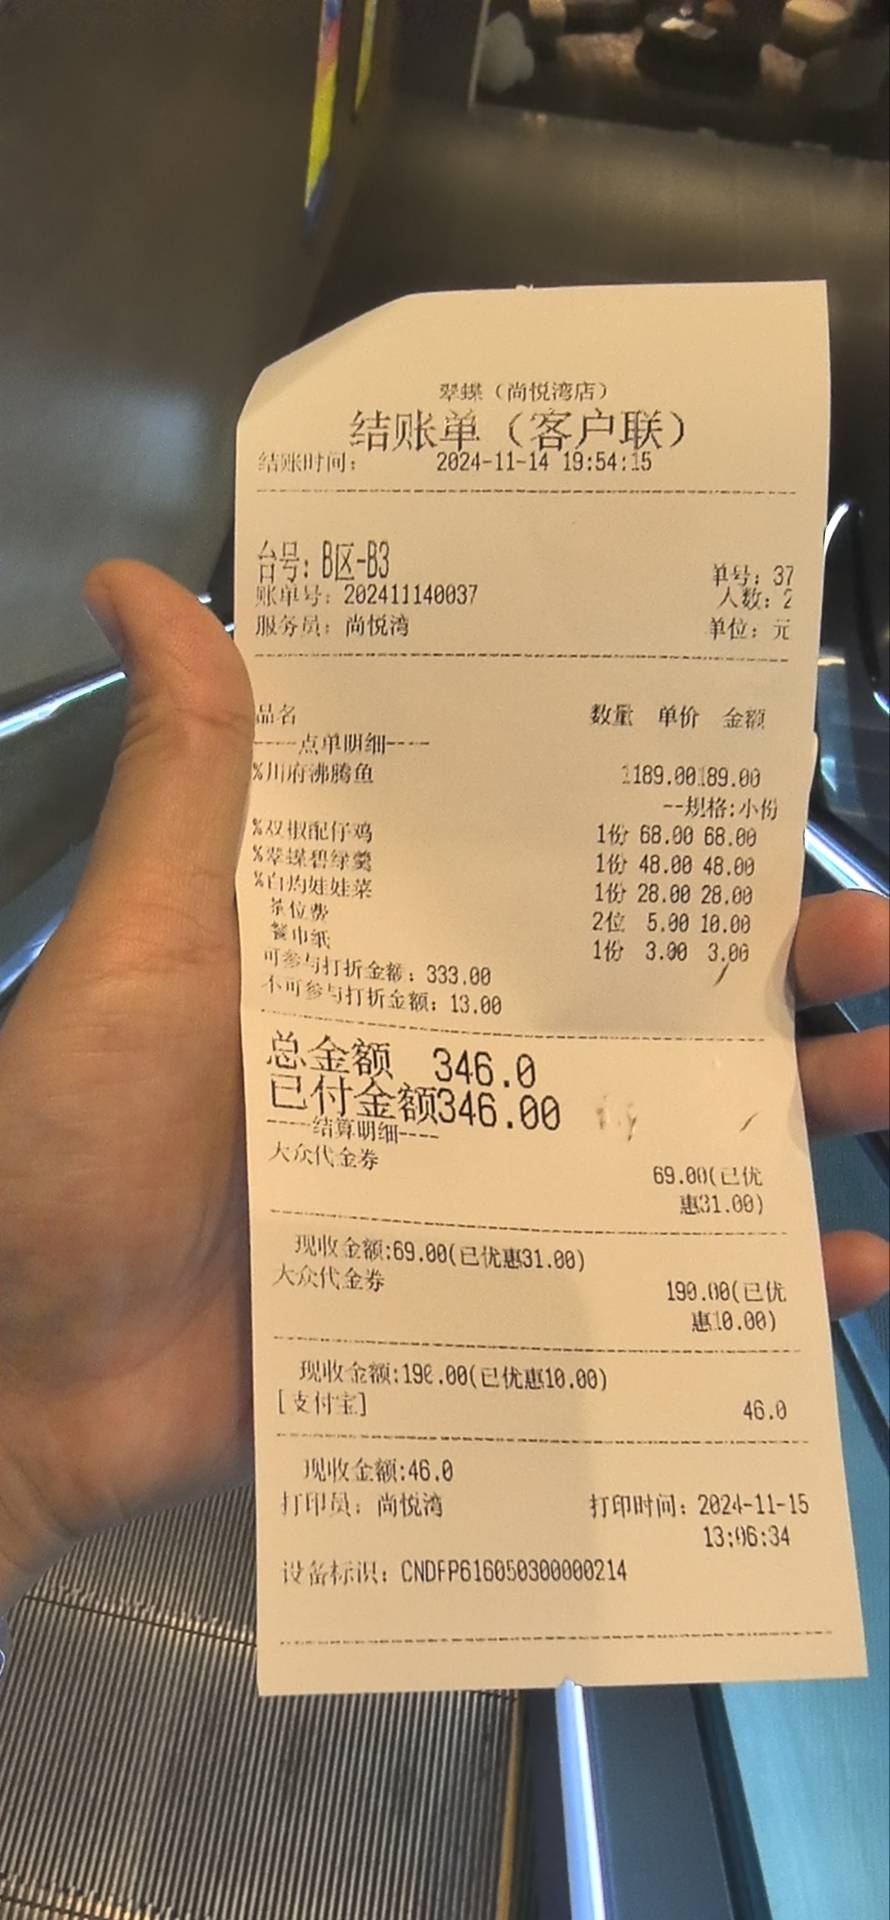 翠蝶（尚悦湾店）
结账单（客户联）
结账时间： 2024-11-14 19:54:15
台号：B区-B3 单号：37
账单号：202411140037 人数：2
服务员：尚悦湾 单位：元
品名 数量 单价 金额
----点单明细----
%川府沸腾鱼 1 189.00 189.00
--规格:小份
%双椒配仔鸡 1份 68.00 68.00
%翠蝶碧绿羹 1份 48.00 48.00
%白灼娃娃菜 1份 28.00 28.00
茶位费 2位 5.00 10.00
餐巾纸 1份 3.00 3.00
可参与打折金额：333.00
不可参与打折金额：13.00
总金额 346.0
已付金额346.00
----结算明细----
大众代金券
69.00(已优
惠31.00)
现收金额:69.00(已优惠31.00)
大众代金券
190.00(已优
惠10.00)
现收金额:190.00(已优惠10.00)
[支付宝] 46.0
现收金额:46.0
打印员：尚悦湾 打印时间：2024-11-15
13:06:34
设备标识：CNDFP616050300000214